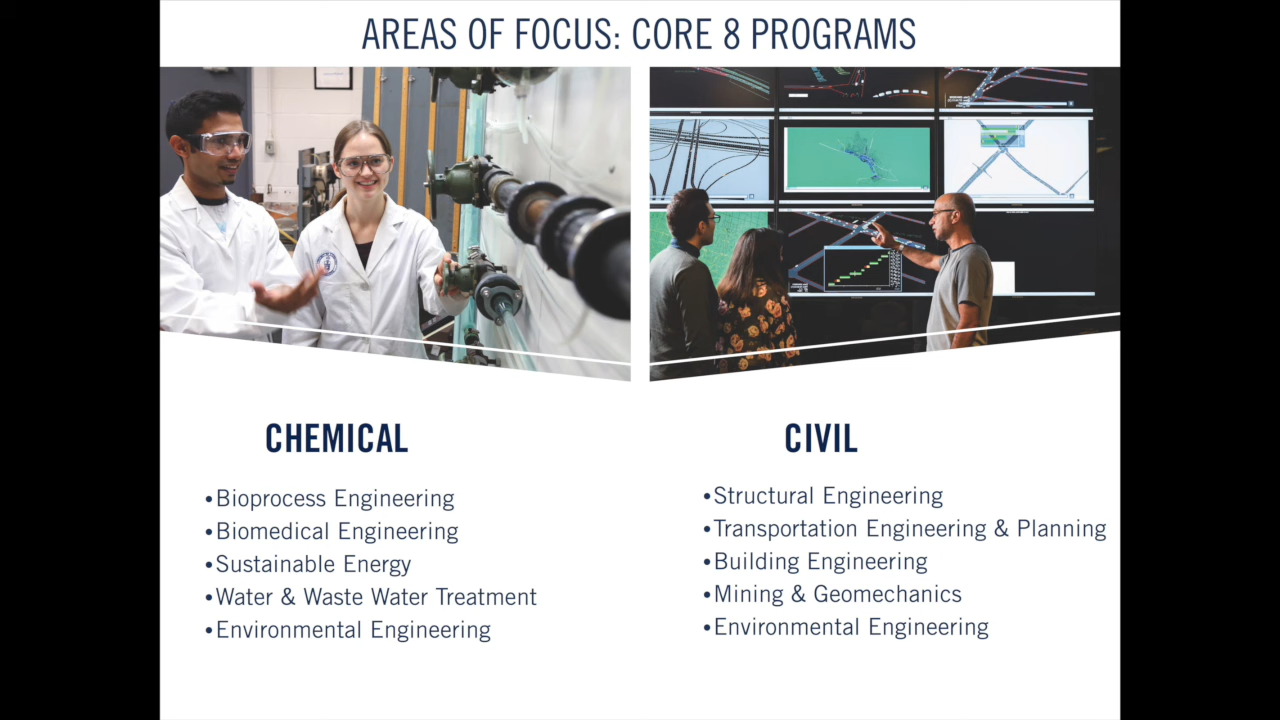 AREAS OF FOCUS: CORE 8 PROGRAMS
CHEMICAL
•Bioprocess Engineering
•Biomedical Engineering
•Sustainable Energy
•Water & Waste Water Treatment
•Environmental Engineering
CIVIL
•Structural Engineering
•Transportation Engineering & Planning
•Building Engineering
•Mining & Geomechanics
•Environmental Engineering